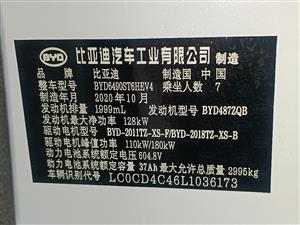 BYD 比亚迪汽车工业有限公司 制造
品牌 比亚迪 制造国 中国
整车型号 BYD6490ST6HEV4 乘坐人数 7
制造年月 2020年10月
发动机排量 1999mL 发动机型号 BYD487ZQB
发动机最大净功率 128kW
驱动电机型号 BYD-2011TZ-XS-F/BYD-2018TZ-XS-B
驱动电机峰值功率 110kW/180kW
动力电池系统额定电压 604.8V
动力电池系统额定容量 37Ah 最大允许总质量 2995kg
车辆识别代号 LC0CD4C46L1036173